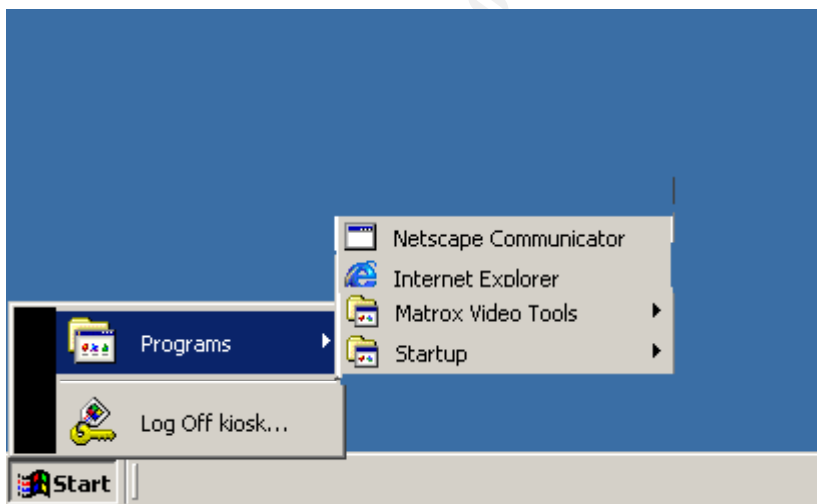 Netscape Communicator
Internet Explorer
Matrox Video Tools
Startup
Programs
Log Off kiosk...
Start